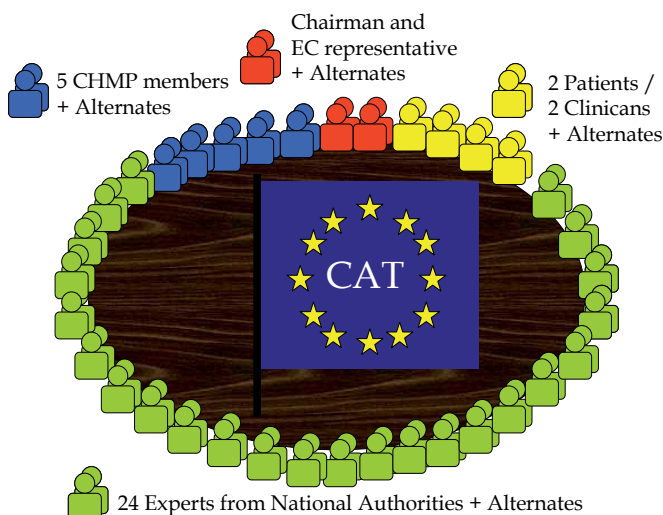 Chairman and
EC representative
+ Alternates
5 CHMP members
+ Alternates
2 Patients /
2 Clinicans
+ Alternates
CAT
24 Experts from National Authorities + Alternates